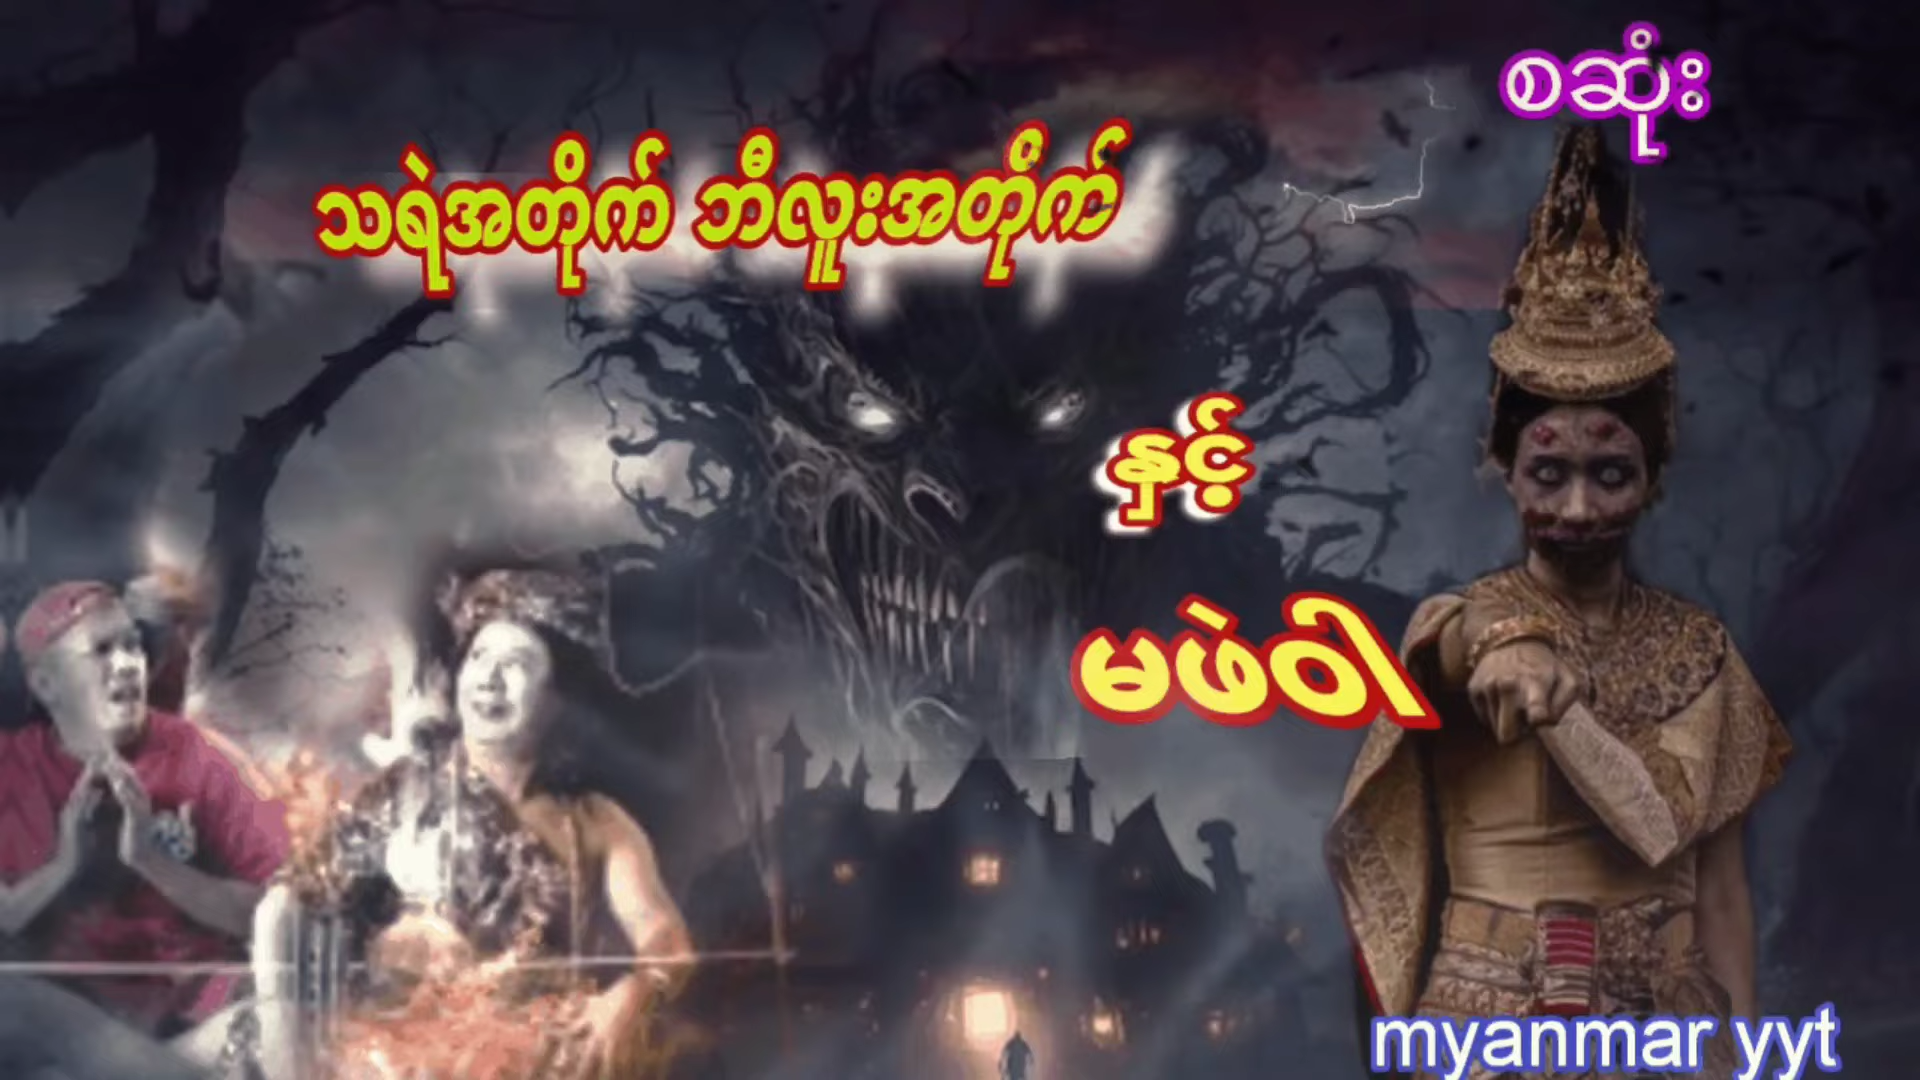 စဆုံး
သရဲအတိုက် ဘီလူးအတိုက်
နှင့်
မဖဲဝါ
myanmar yyt